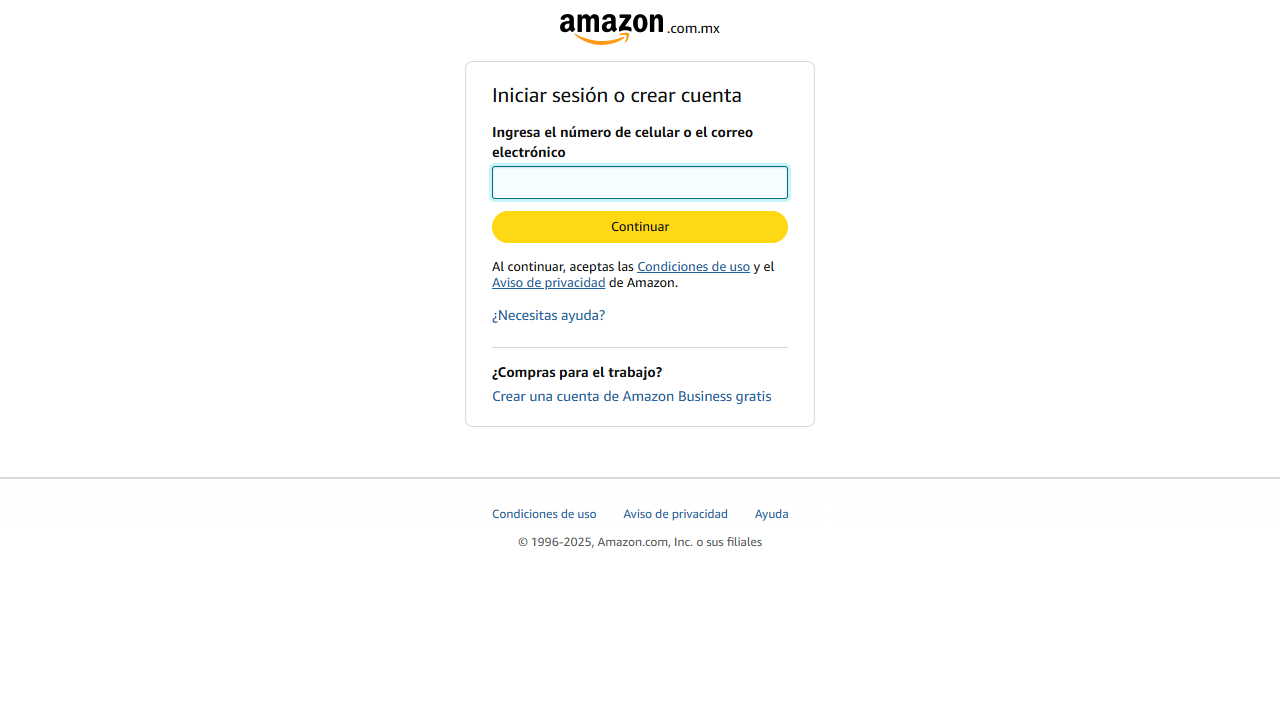 amazon.com.mx
Iniciar sesión o crear cuenta
Ingresa el número de celular o el correo
electrónico
Continuar
Al continuar, aceptas las Condiciones de uso y el
Aviso de privacidad de Amazon.
¿Necesitas ayuda?
¿Compras para el trabajo?
Crear una cuenta de Amazon Business gratis
Condiciones de uso Aviso de privacidad Ayuda
© 1996-2025, Amazon.com, Inc. o sus filiales